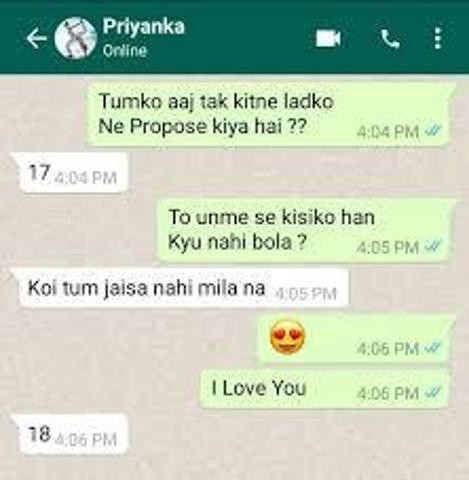 Priyanka
Online
Tumko aaj tak kitne ladko
Ne Propose kiya hai ??
4:04 PM
17 4:04 PM
To unme se kisiko han
Kyu nahi bola ?
4:05 PM
Koi tum jaisa nahi mila na 4:05 PM
😍 4:06 PM
I Love You 4:06 PM
18 4:06 PM